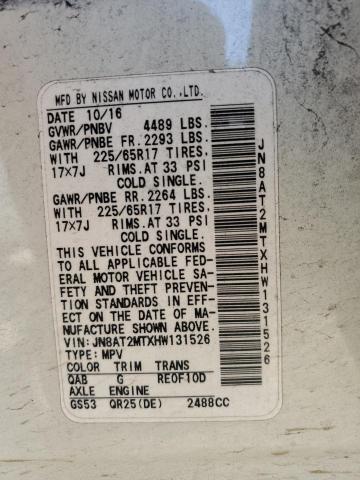 MFD BY NISSAN MOTOR CO.,LTD.
DATE 10/16
GVWR/PNBV 4489 LBS.
GAWR/PNBE FR. 2293 LBS.
WITH 225/65R17 TIRES,
17x7J RIMS. AT 33 PSI
COLD SINGLE.
GAWR/PNBE RR. 2264 LBS.
WITH 225/65R17 TIRES,
17x7J RIMS. AT 33 PSI
COLD SINGLE.
THIS VEHICLE CONFORMS
TO ALL APPLICABLE FED-
ERAL MOTOR VEHICLE SA-
FETY AND THEFT PREVEN-
TION STANDARDS IN EFF-
ECT ON THE DATE OF MA-
NUFACTURE SHOWN ABOVE.
VIN: JN8AT2MTXHW131526
TYPE: MPV
COLOR TRIM TRANS
QAB G RE0F10D
AXLE ENGINE
GS53 QR25(DE) 2488CC
JN8AT2MTXHW131526